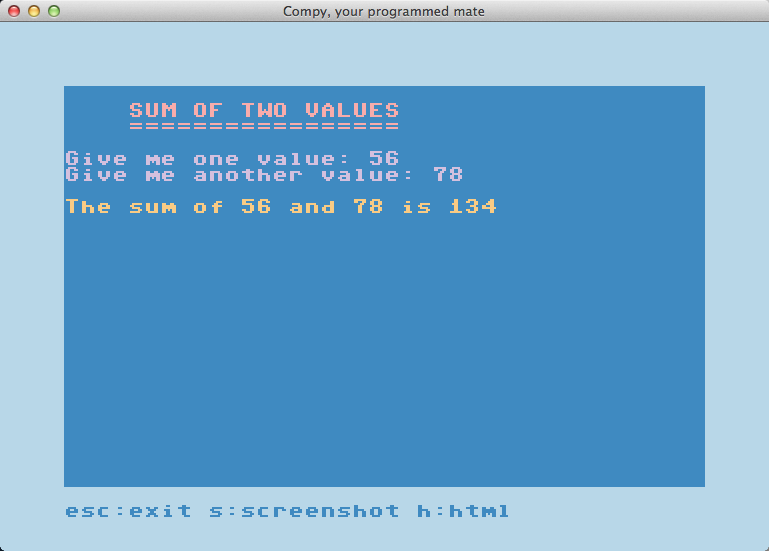 Compy, your programmed mate
SUM OF TWO VALUES
=================
Give me one value: 56
Give me another value: 78
The sum of 56 and 78 is 134
esc:exit s:screenshot h:html